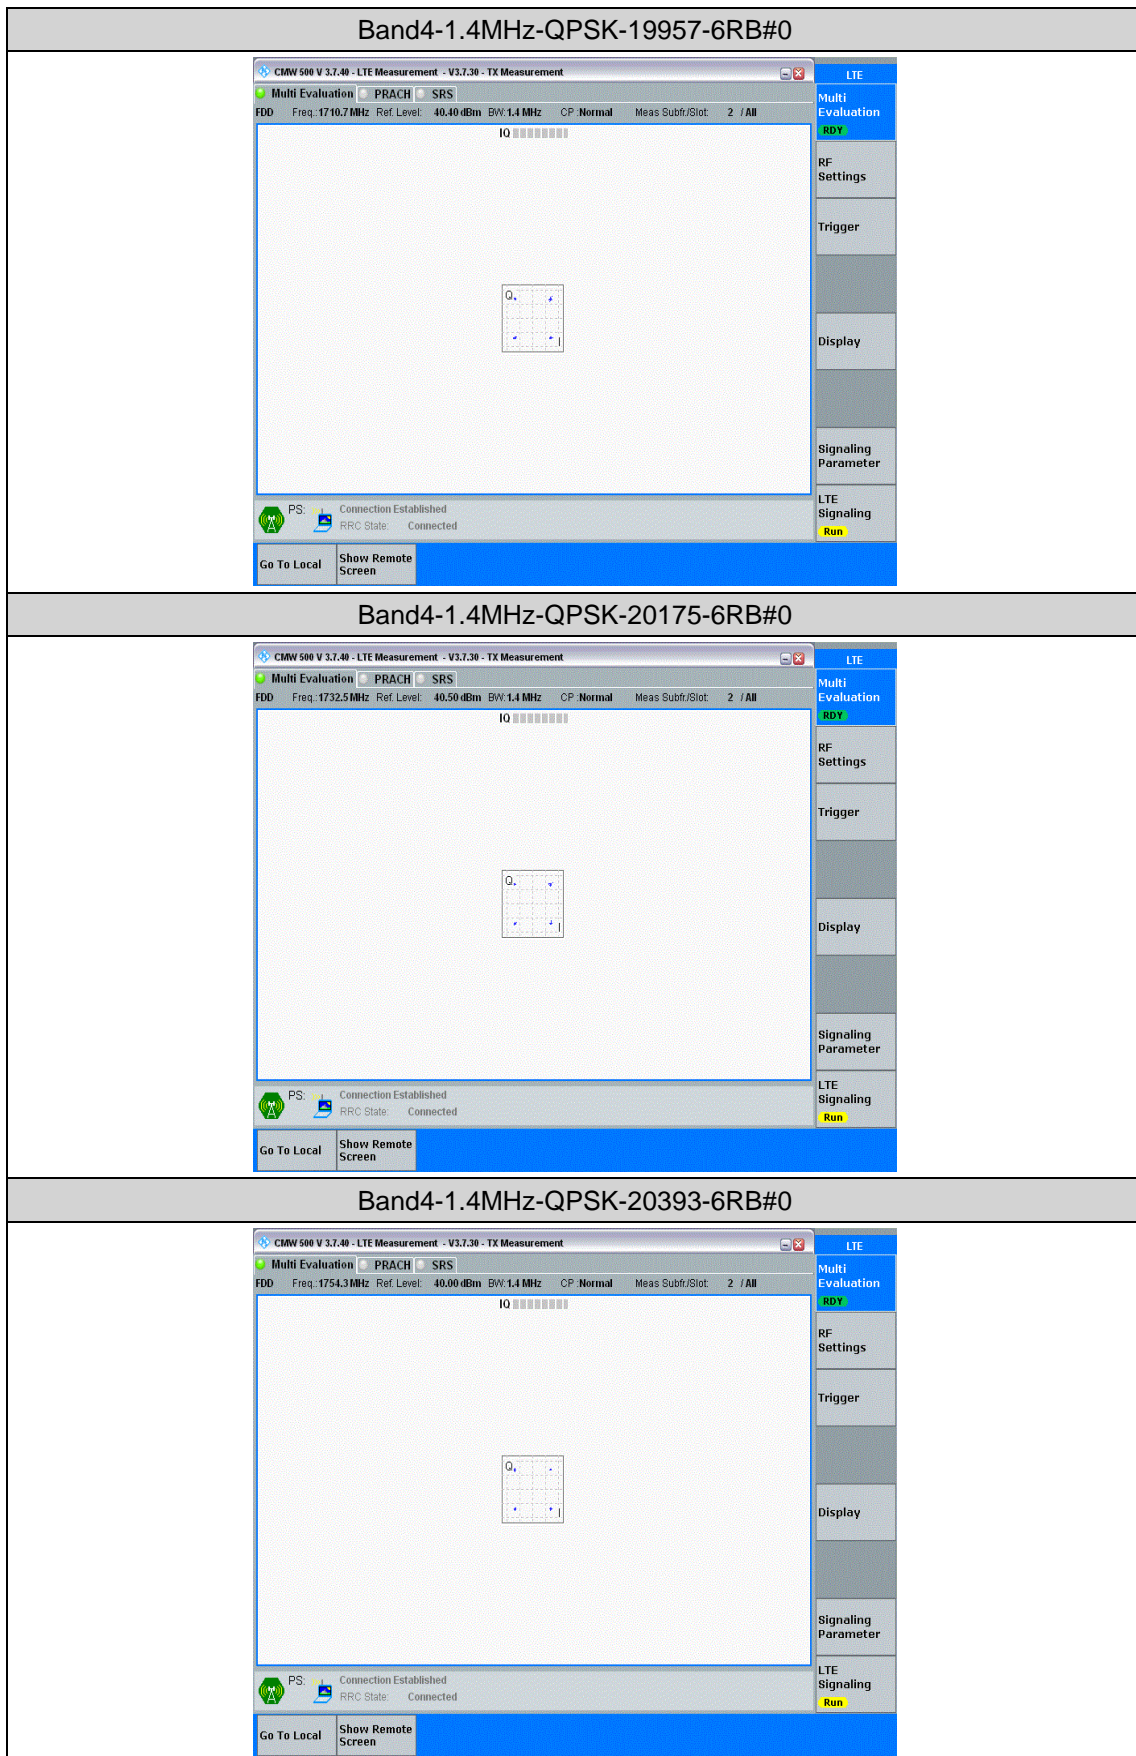 Band4-1.4MHz-QPSK-19957-6RB#0
CMW 500 V 3.7.40 - LTE Measurement - V3.7.30 - TX Measurement
LTE
Multi Evaluation PRACH SRS
Multi
Evaluation
RDY
FDD Freq.:1710.7 MHz Ref. Level: 40.40 dBm BW:1.4 MHz CP :Normal Meas Subfr./Slot: 2 / All
IQ
RF
Settings
Trigger
Q
I
Display
Signaling
Parameter
LTE
Signaling
Run
PS: Connection Established
RRC State: Connected
Go To Local
Show Remote
Screen
Band4-1.4MHz-QPSK-20175-6RB#0
CMW 500 V 3.7.40 - LTE Measurement - V3.7.30 - TX Measurement
LTE
Multi Evaluation PRACH SRS
Multi
Evaluation
RDY
FDD Freq.:1732.5 MHz Ref. Level: 40.50 dBm BW:1.4 MHz CP :Normal Meas Subfr./Slot: 2 / All
IQ
RF
Settings
Trigger
Q
I
Display
Signaling
Parameter
LTE
Signaling
Run
PS: Connection Established
RRC State: Connected
Go To Local
Show Remote
Screen
Band4-1.4MHz-QPSK-20393-6RB#0
CMW 500 V 3.7.40 - LTE Measurement - V3.7.30 - TX Measurement
LTE
Multi Evaluation PRACH SRS
Multi
Evaluation
RDY
FDD Freq.:1754.3 MHz Ref. Level: 40.00 dBm BW:1.4 MHz CP :Normal Meas Subfr./Slot: 2 / All
IQ
RF
Settings
Trigger
Q
I
Display
Signaling
Parameter
LTE
Signaling
Run
PS: Connection Established
RRC State: Connected
Go To Local
Show Remote
Screen